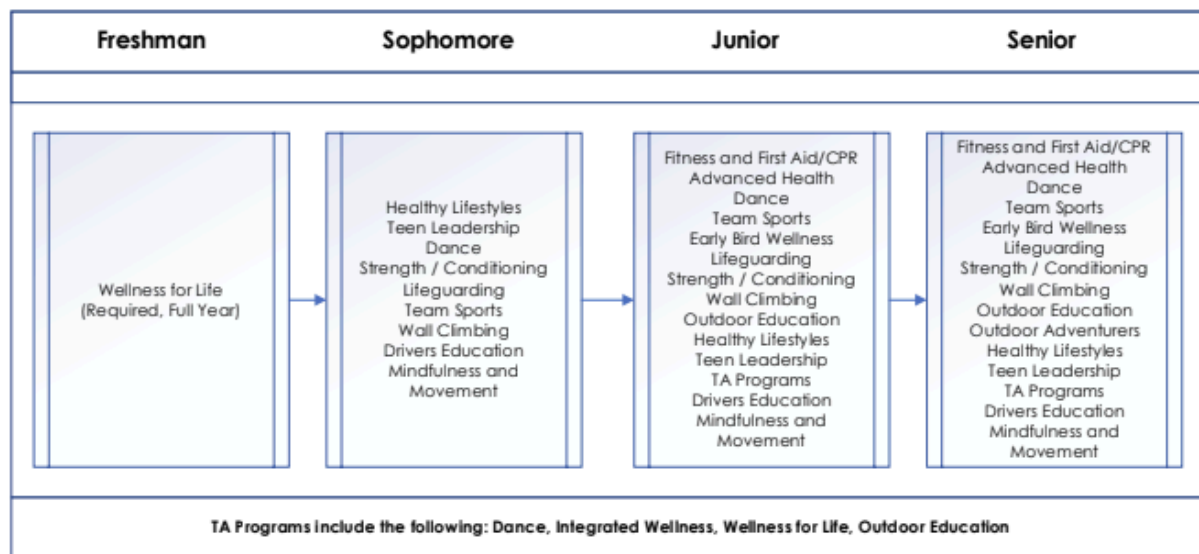 Freshman
Sophomore
Junior
Senior
Wellness for Life
(Required, Full Year)
Healthy Lifestyles
Teen Leadership
Dance
Strength / Conditioning
Lifeguarding
Team Sports
Wall Climbing
Drivers Education
Mindfulness and
Movement
Fitness and First Aid/CPR
Advanced Health
Dance
Team Sports
Early Bird Wellness
Lifeguarding
Strength / Conditioning
Wall Climbing
Outdoor Education
Healthy Lifestyles
Teen Leadership
TA Programs
Drivers Education
Mindfulness and
Movement
Fitness and First Aid/CPR
Advanced Health
Dance
Team Sports
Early Bird Wellness
Lifeguarding
Strength / Conditioning
Wall Climbing
Outdoor Education
Outdoor Adventurers
Healthy Lifestyles
Teen Leadership
TA Programs
Drivers Education
Mindfulness and
Movement
TA Programs include the following: Dance, Integrated Wellness, Wellness for Life, Outdoor Education